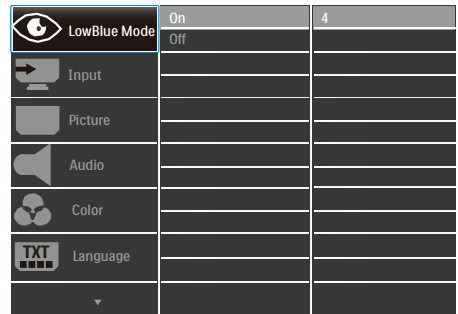 LowBlue Mode
On
4
Off
Input
Picture
Audio
Color
TXT
Language